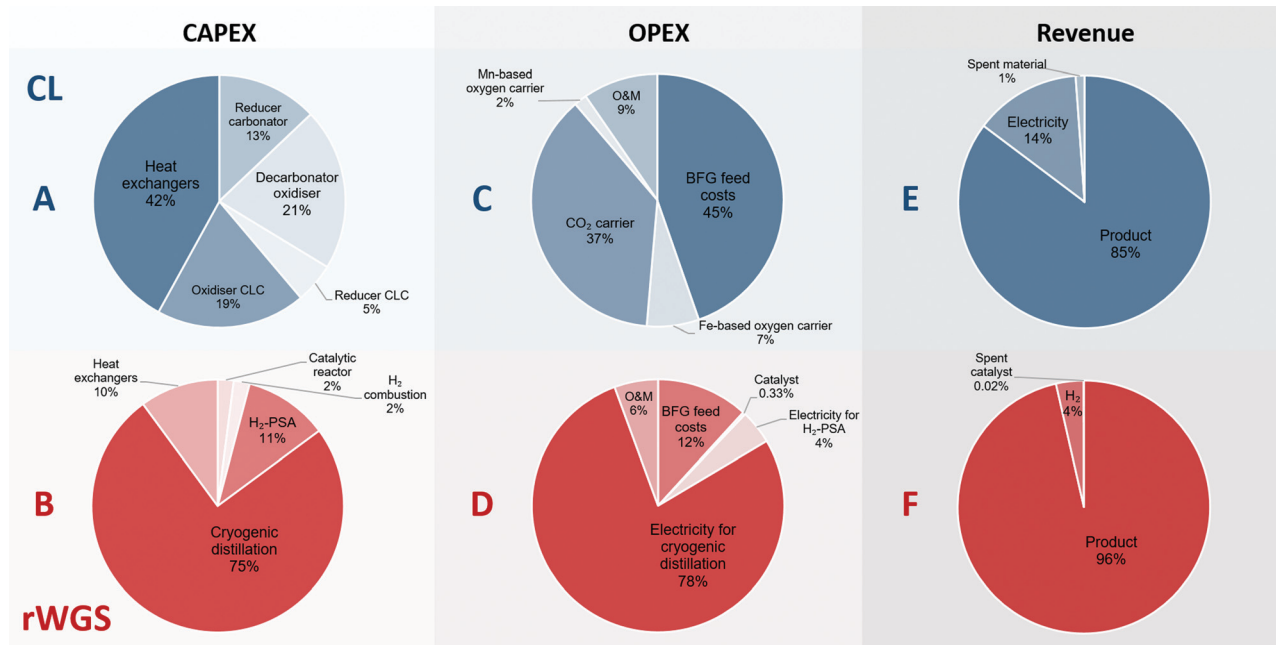 CAPEX
OPEX
Revenue
CL
A
Reducer
carbonator
13%
Decarbonator
oxidiser
21%
Reducer CLC
5%
Oxidiser CLC
19%
Heat
exchangers
42%
C
Mn-based
oxygen carrier
2%
O&M
9%
BFG feed
costs
45%
Fe-based oxygen carrier
7%
CO₂ carrier
37%
E
Spent material
1%
Electricity
14%
Product
85%
B
rWGS
Heat
exchangers
10%
Catalytic
reactor
2%
H₂
combustion
2%
H₂-PSA
11%
Cryogenic
distillation
75%
D
O&M
6%
BFG feed
costs
12%
Catalyst
0.33%
Electricity for
H₂-PSA
4%
Electricity for
cryogenic
distillation
78%
F
Spent
catalyst
0.02%
H₂
4%
Product
96%